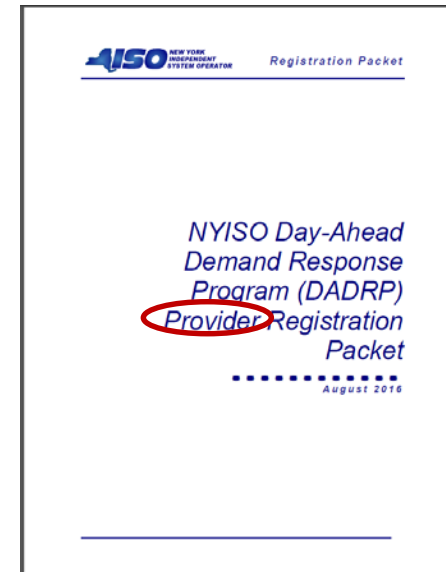 NYISO NEW YORK
INDEPENDENT
SYSTEM OPERATOR
Registration Packet
NYISO Day-Ahead
Demand Response
Program (DADRP)
Provider Registration
Packet
August 2016